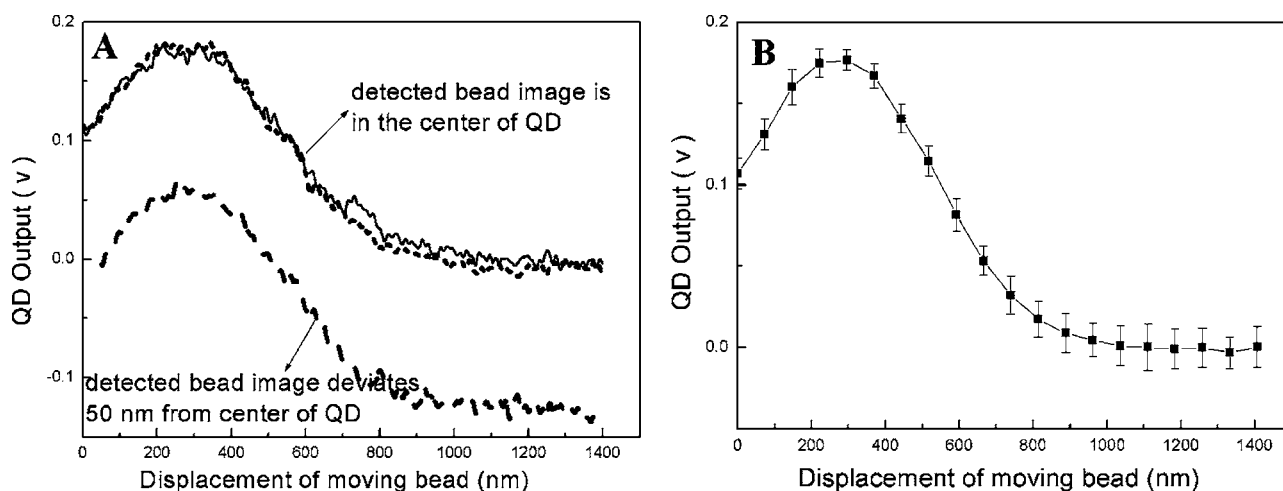 A
0.2
0.1
0.0
-0.1
QD Output ( v )
detected bead image is
in the center of QD
detected bead image deviates
50 nm from center of QD
0 200 400 600 800 1000 1200 1400
Displacement of moving bead (nm)
B
0.2
0.1
0.0
QD Output ( v )
0 200 400 600 800 1000 1200 1400
Displacement of moving bead (nm)